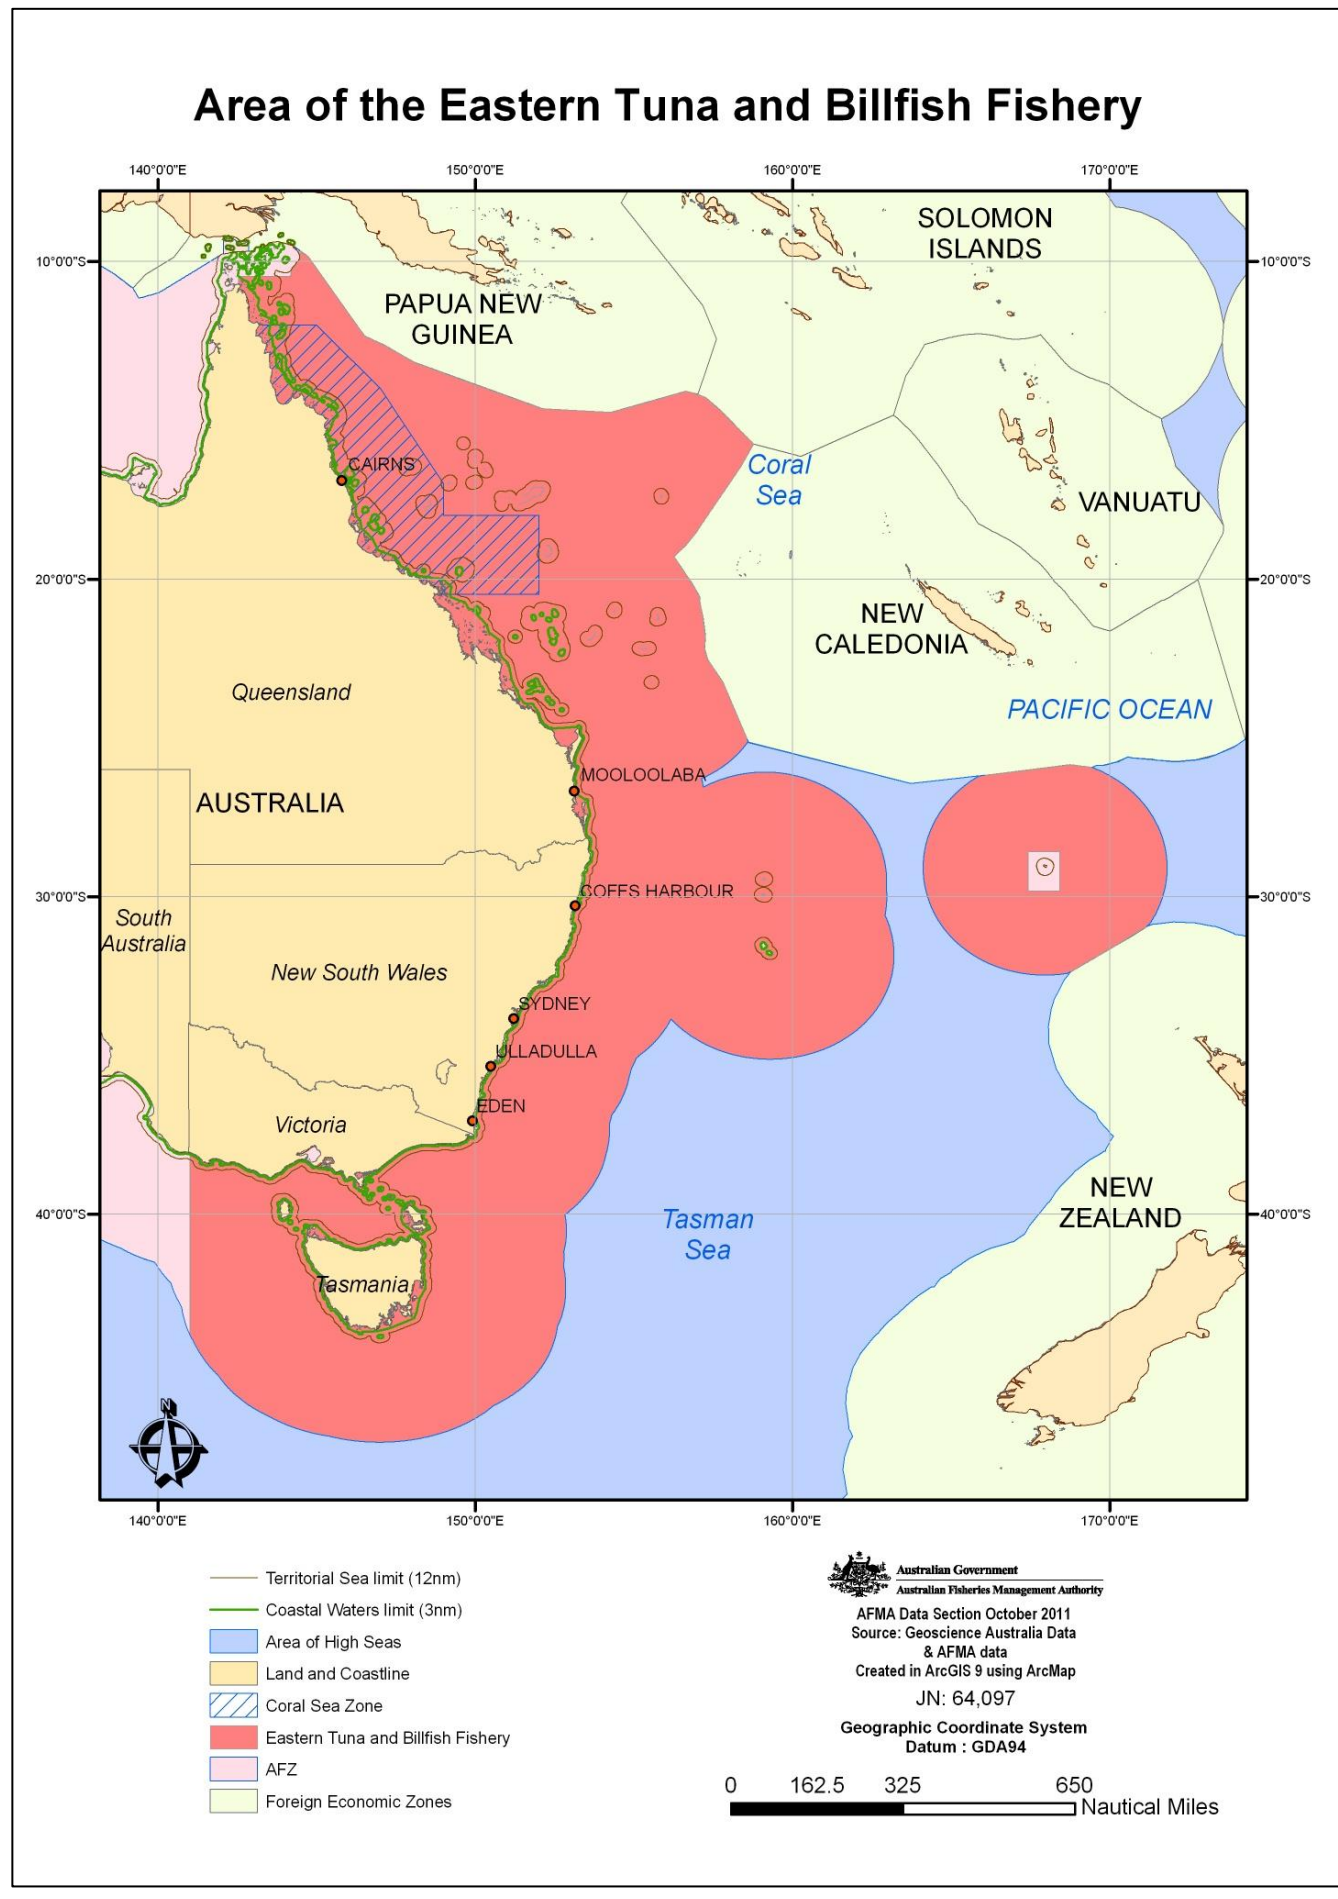 Area of the Eastern Tuna and Billfish Fishery
140°0'0"E
150°0'0"E
160°0'0"E
170°0'0"E
SOLOMON
ISLANDS
10°0'0"S
10°0'0"S
PAPUA NEW
GUINEA
CAIRNS
Coral
Sea
VANUATU
20°0'0"S
20°0'0"S
NEW
CALEDONIA
Queensland
PACIFIC OCEAN
MOOLOOLABA
AUSTRALIA
COFFS HARBOUR
30°0'0"S
30°0'0"S
South
Australia
New South Wales
SYDNEY
ULLADULLA
EDEN
Victoria
NEW
ZEALAND
40°0'0"S
40°0'0"S
Tasman
Sea
Tasmania
N
140°0'0"E
150°0'0"E
160°0'0"E
170°0'0"E
Territorial Sea limit (12nm)
Coastal Waters limit (3nm)
Area of High Seas
Land and Coastline
Coral Sea Zone
Eastern Tuna and Billfish Fishery
AFZ
Foreign Economic Zones
Australian Government
Australian Fisheries Management Authority
AFMA Data Section October 2011
Source: Geoscience Australia Data
& AFMA data
Created in ArcGIS 9 using ArcMap
JN: 64,097
Geographic Coordinate System
Datum : GDA94
0 162.5 325 650
Nautical Miles